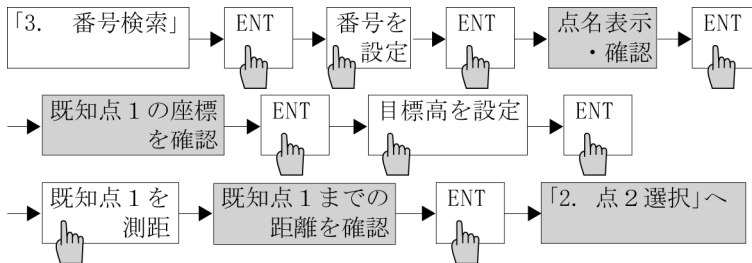 「3.　番号検索」
ENT
番号を
設定
ENT
点名表示
・確認
ENT
既知点１の座標
を確認
ENT
目標高を設定
ENT
既知点１を
測距
既知点１までの
距離を確認
ENT
「2.　点２選択」へ